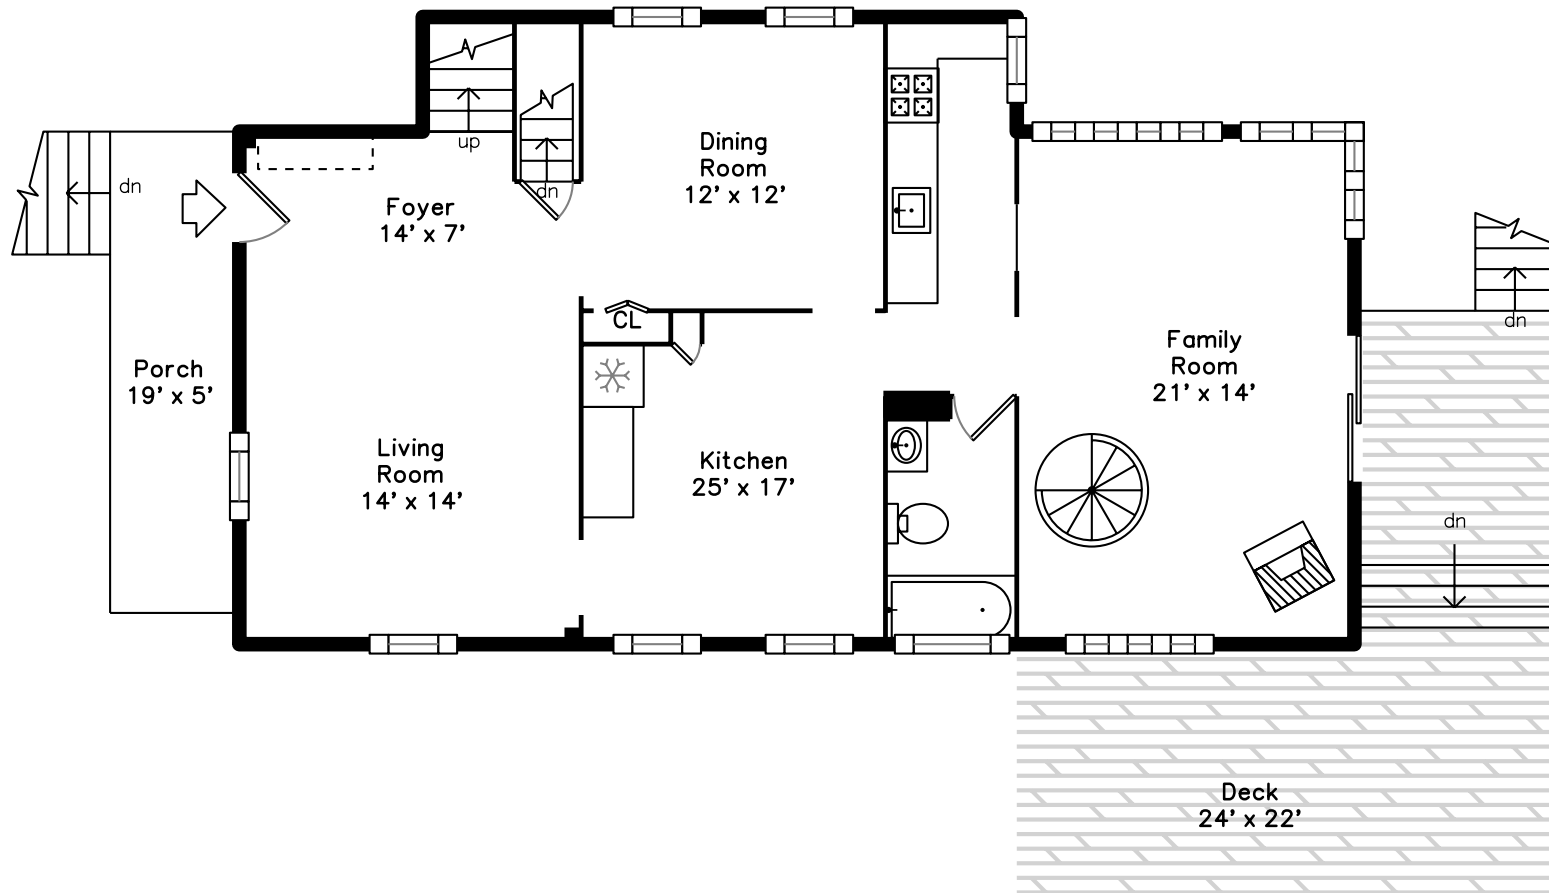 up
dn
dn
Foyer
14' x 7'
Dining
Room
12' x 12'
CL
Porch
19' x 5'
Living
Room
14' x 14'
Kitchen
25' x 17'
Family
Room
21' x 14'
dn
dn
Deck
24' x 22'